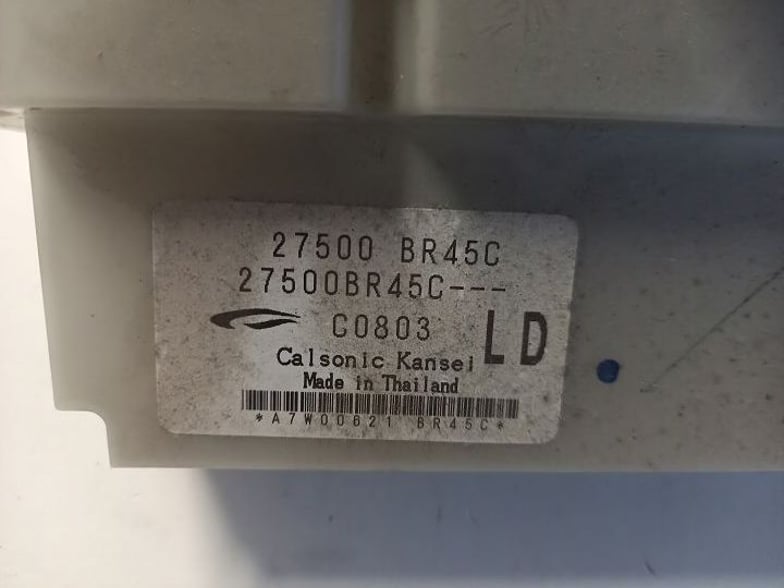 27500 BR45C
27500BR45C---
C0803 LD
Calsonic Kansei
Made in Thailand
*A7W00821 BR45C*